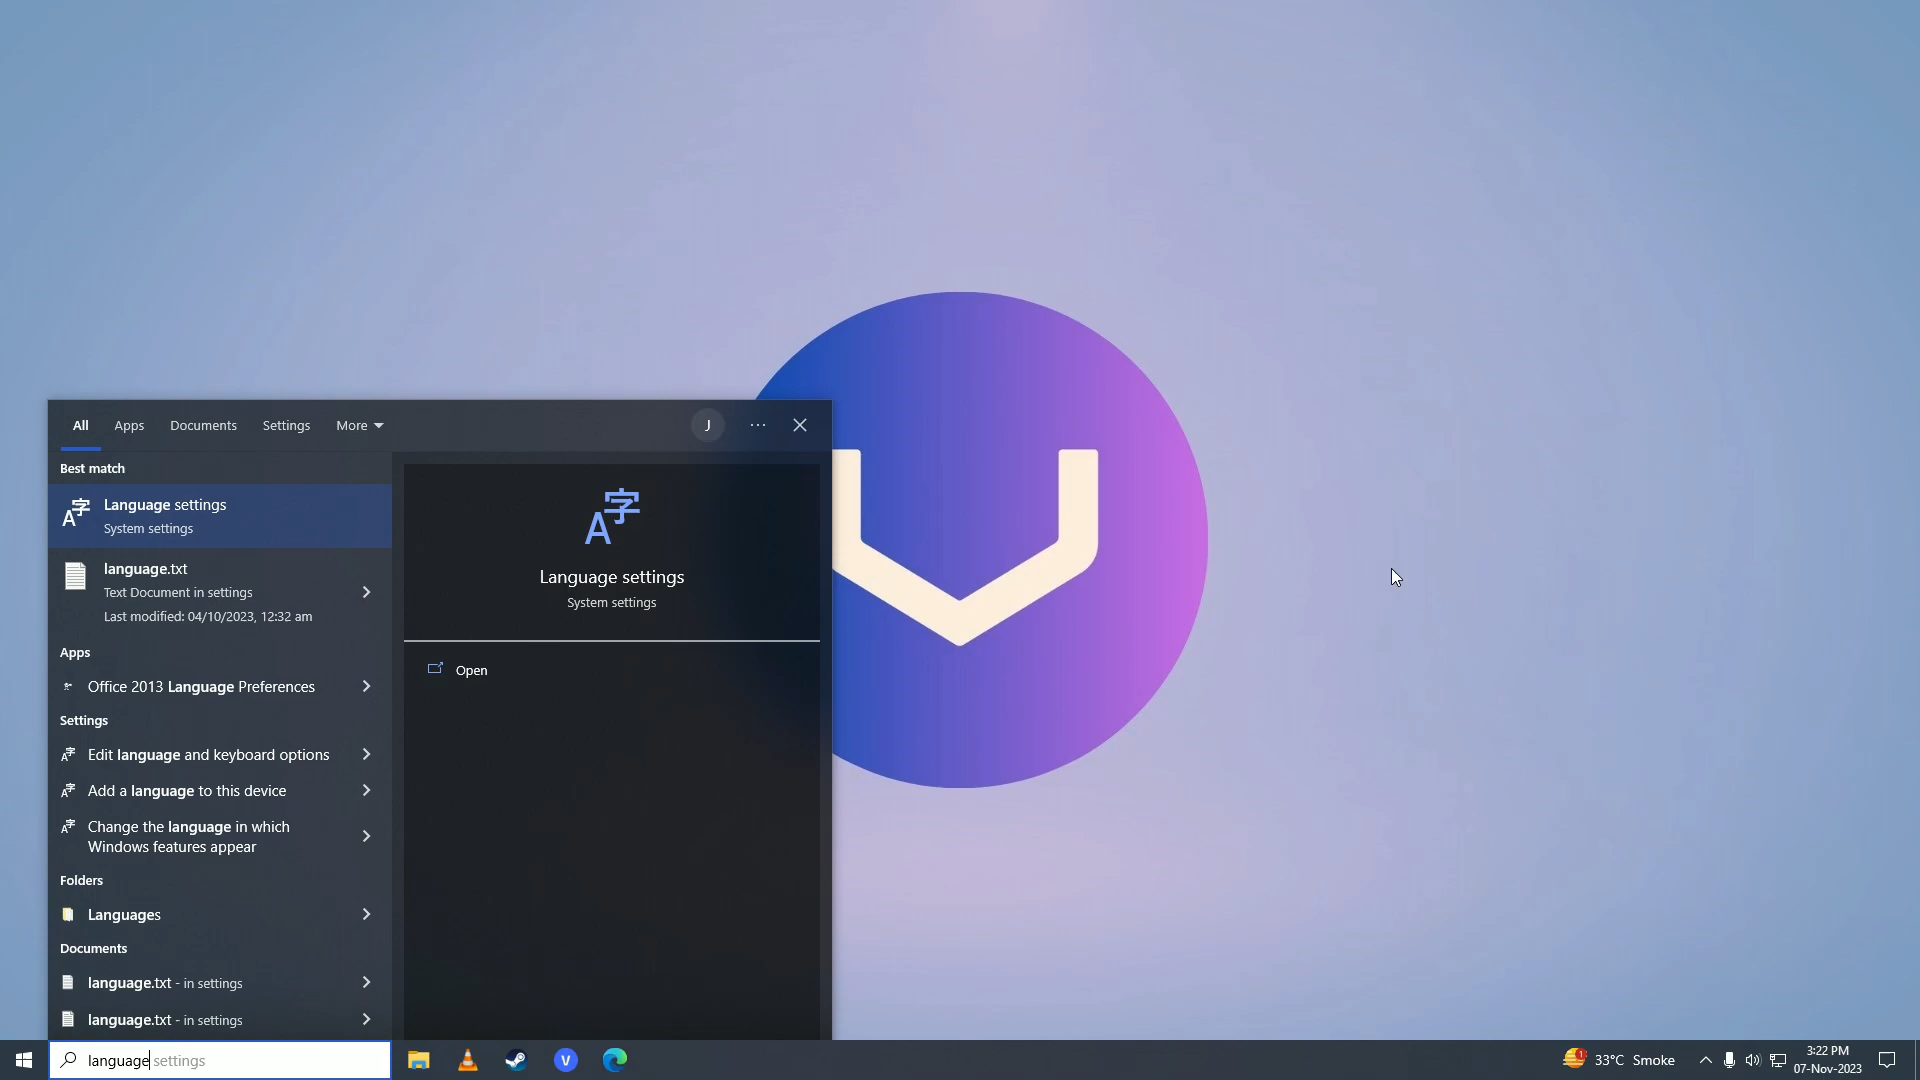 All Apps Documents Settings More J
Best match
Language settings
System settings
language.txt
Text Document in settings
Last modified: 04/10/2023, 12:32 am
Apps
Office 2013 Language Preferences
Settings
Edit language and keyboard options
Add a language to this device
Change the language in which
Windows features appear
Folders
Languages
Documents
language.txt - in settings
language.txt - in settings
Language settings
System settings
Open
language settings
V
1
33°C Smoke
3:22 PM
07-Nov-2023